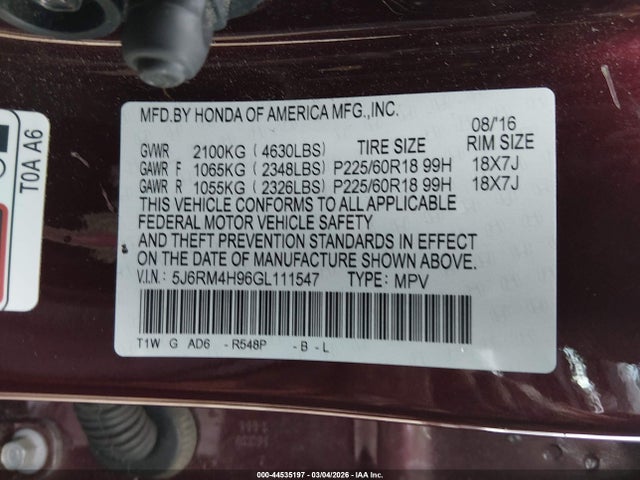 MFD.BY HONDA OF AMERICA MFG.,INC.
08/'16
GVWR 2100KG (4630LBS) TIRE SIZE RIM SIZE
GAWR F 1065KG (2348LBS) P225/60R18 99H 18X7J
GAWR R 1055KG (2326LBS) P225/60R18 99H 18X7J
THIS VEHICLE CONFORMS TO ALL APPLICABLE
FEDERAL MOTOR VEHICLE SAFETY
AND THEFT PREVENTION STANDARDS IN EFFECT
ON THE DATE OF MANUFACTURE SHOWN ABOVE.
V.I.N.: 5J6RM4H96GL111547 TYPE: MPV
T1W G AD6 - R548P - B - L
T0A A6
000-44535197 - 03/04/2026 - IAA Inc.